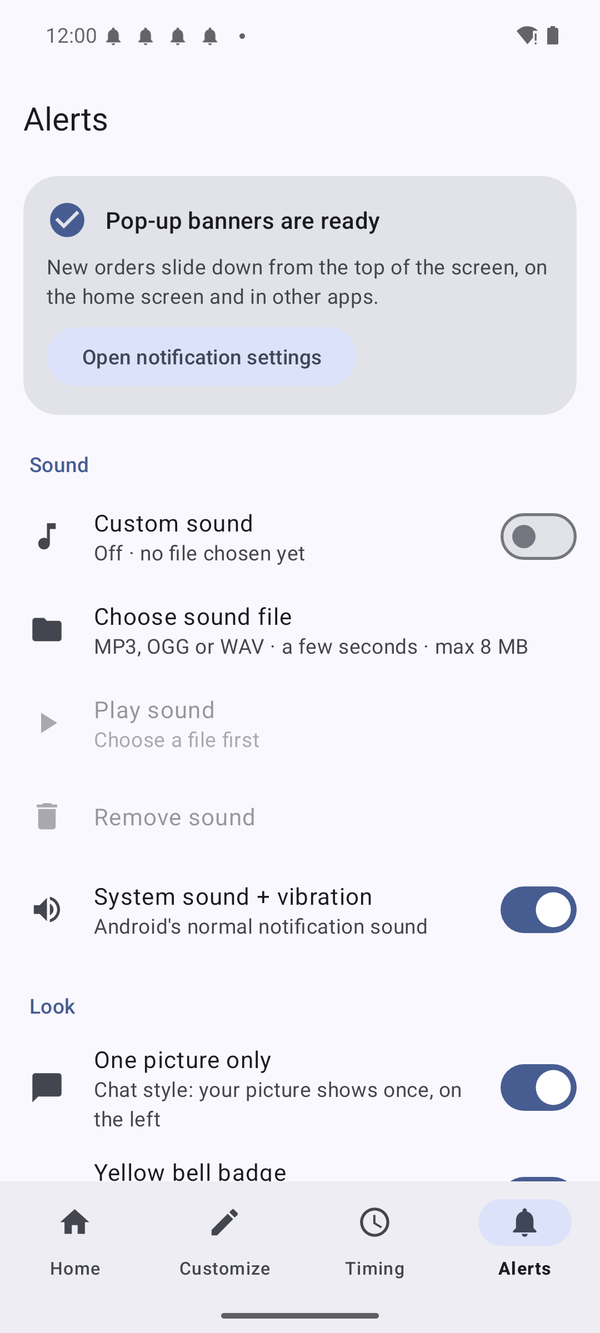 12:00
Alerts
Pop-up banners are ready
New orders slide down from the top of the screen, on
the home screen and in other apps.
Open notification settings
Sound
Custom sound
Off · no file chosen yet
Choose sound file
MP3, OGG or WAV · a few seconds · max 8 MB
Play sound
Choose a file first
Remove sound
System sound + vibration
Android's normal notification sound
Look
One picture only
Chat style: your picture shows once, on
the left
Yellow bell badge
Home
Customize
Timing
Alerts